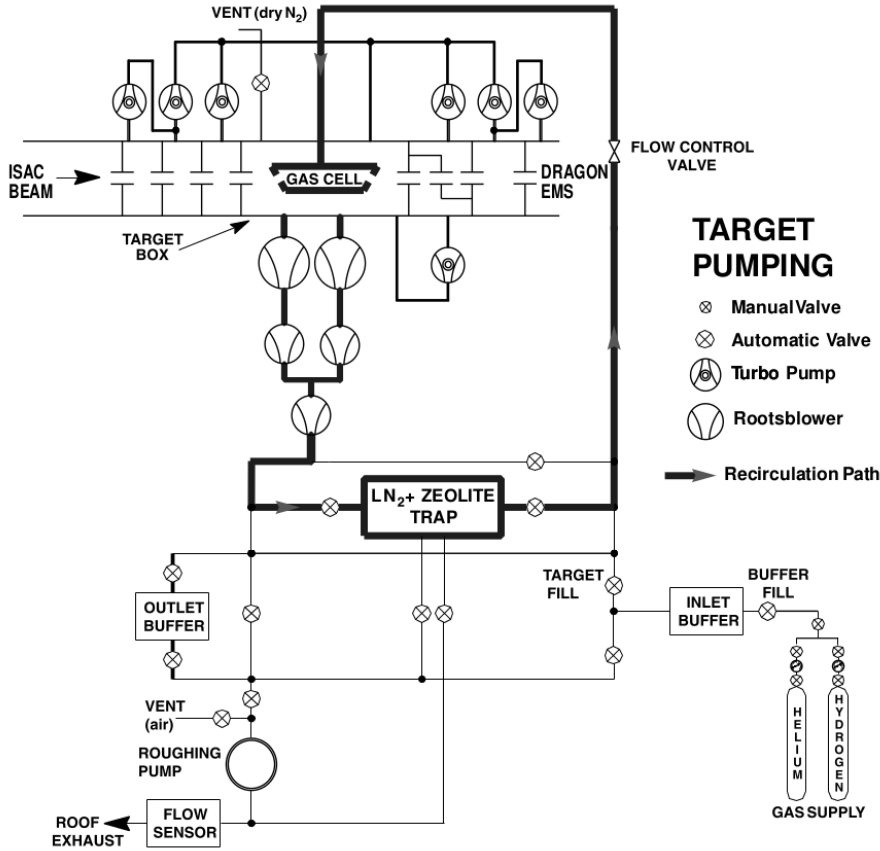 VENT (dry N2)
FLOW CONTROL
VALVE
ISAC
BEAM
GAS CELL
DRAGON
EMS
TARGET
BOX
TARGET
PUMPING
Manual Valve
Automatic Valve
Turbo Pump
Rootsblower
Recirculation Path
LN2+ ZEOLITE
TRAP
TARGET
FILL
BUFFER
FILL
OUTLET
BUFFER
INLET
BUFFER
VENT
(air)
ROUGHING
PUMP
HELIUM
HYDROGEN
GAS SUPPLY
ROOF
EXHAUST
FLOW
SENSOR